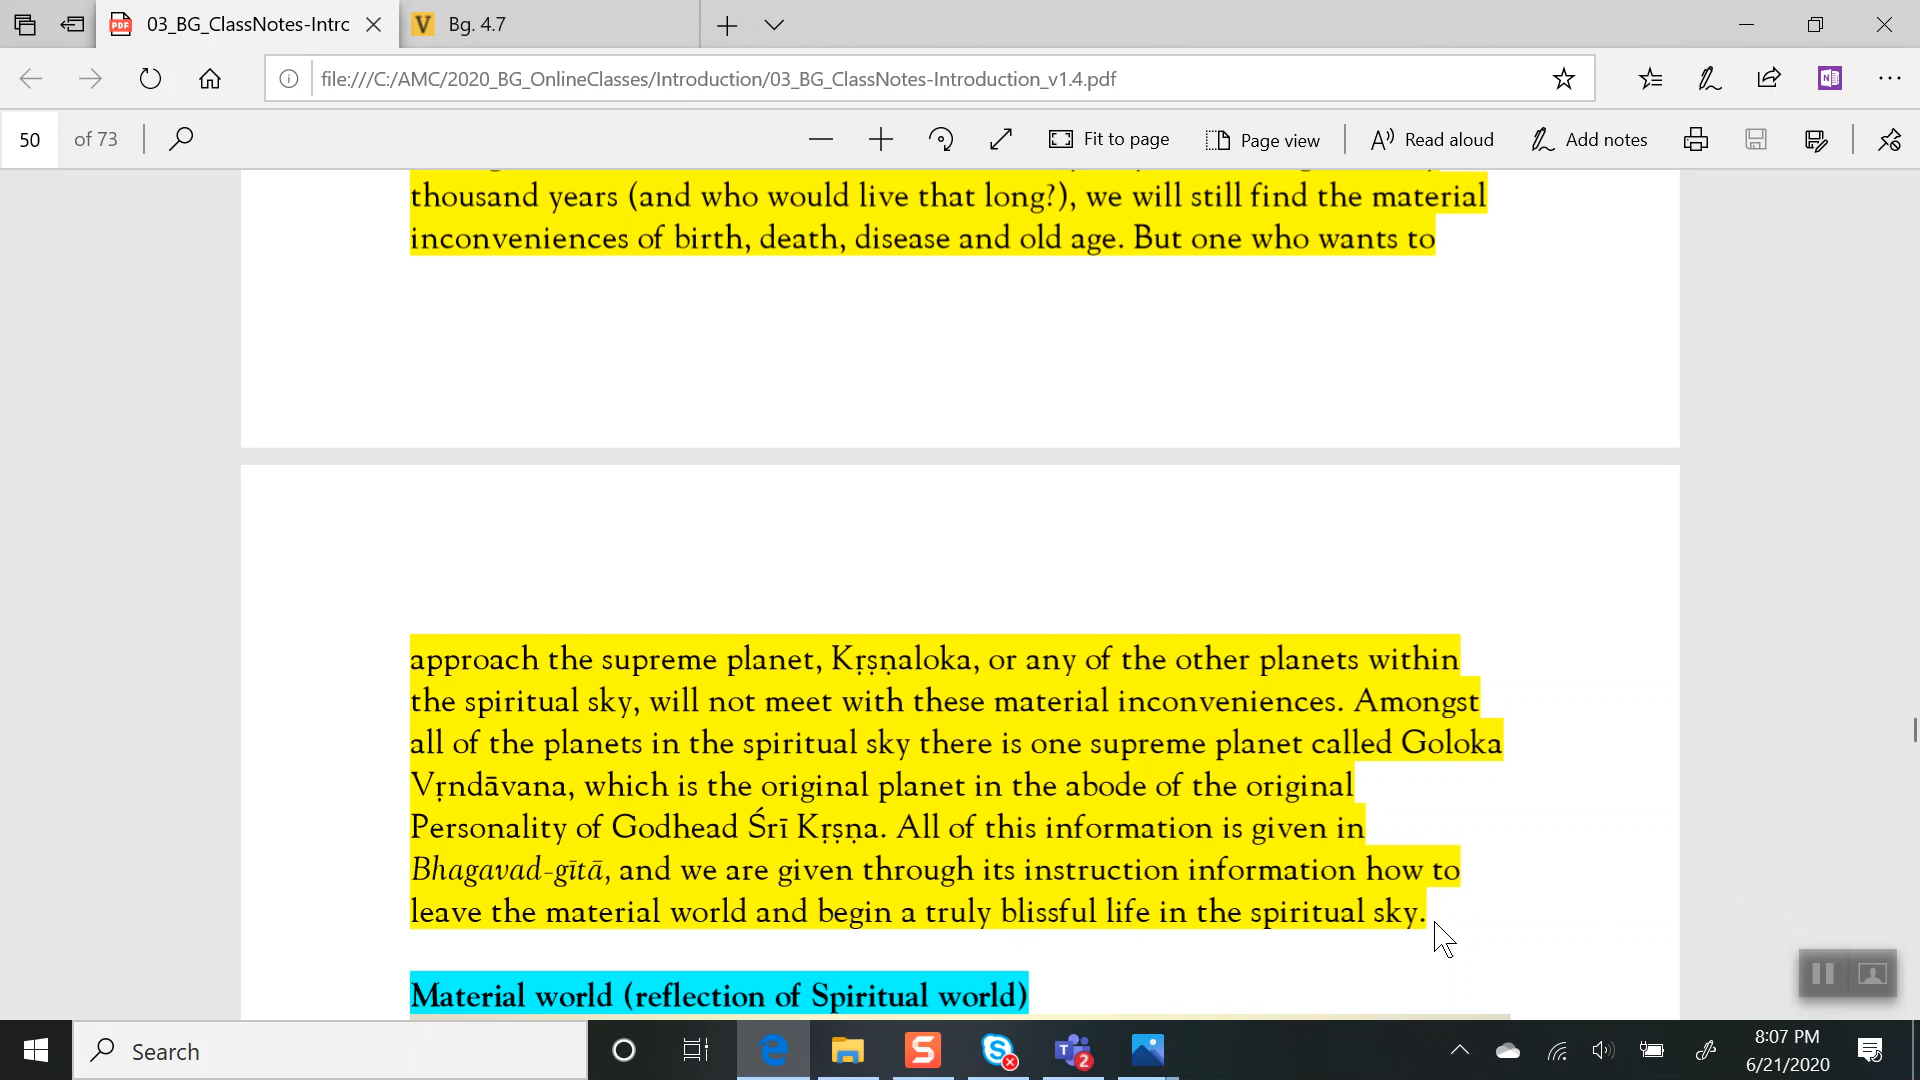 03_BG_ClassNotes-Intrc
Bg. 4.7
file:///C:/AMC/2020_BG_OnlineClasses/Introduction/03_BG_ClassNotes-Introduction_v1.4.pdf
50 of 73
Fit to page
Page view
Read aloud
Add notes
thousand years (and who would live that long?), we will still find the material
inconveniences of birth, death, disease and old age. But one who wants to
approach the supreme planet, Kṛṣṇaloka, or any of the other planets within
the spiritual sky, will not meet with these material inconveniences. Amongst
all of the planets in the spiritual sky there is one supreme planet called Goloka
Vṛndāvana, which is the original planet in the abode of the original
Personality of Godhead Śrī Kṛṣṇa. All of this information is given in
Bhagavad-gītā, and we are given through its instruction information how to
leave the material world and begin a truly blissful life in the spiritual sky.
Material world (reflection of Spiritual world)
Search
2
8:07 PM
6/21/2020